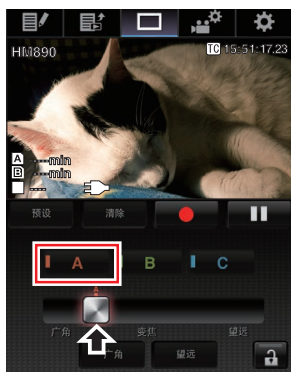 HM890
TC 15:51:17.23
A ---min
B ---min
----
预设 清除
A B C
A
广角 变焦 望远
广角 望远